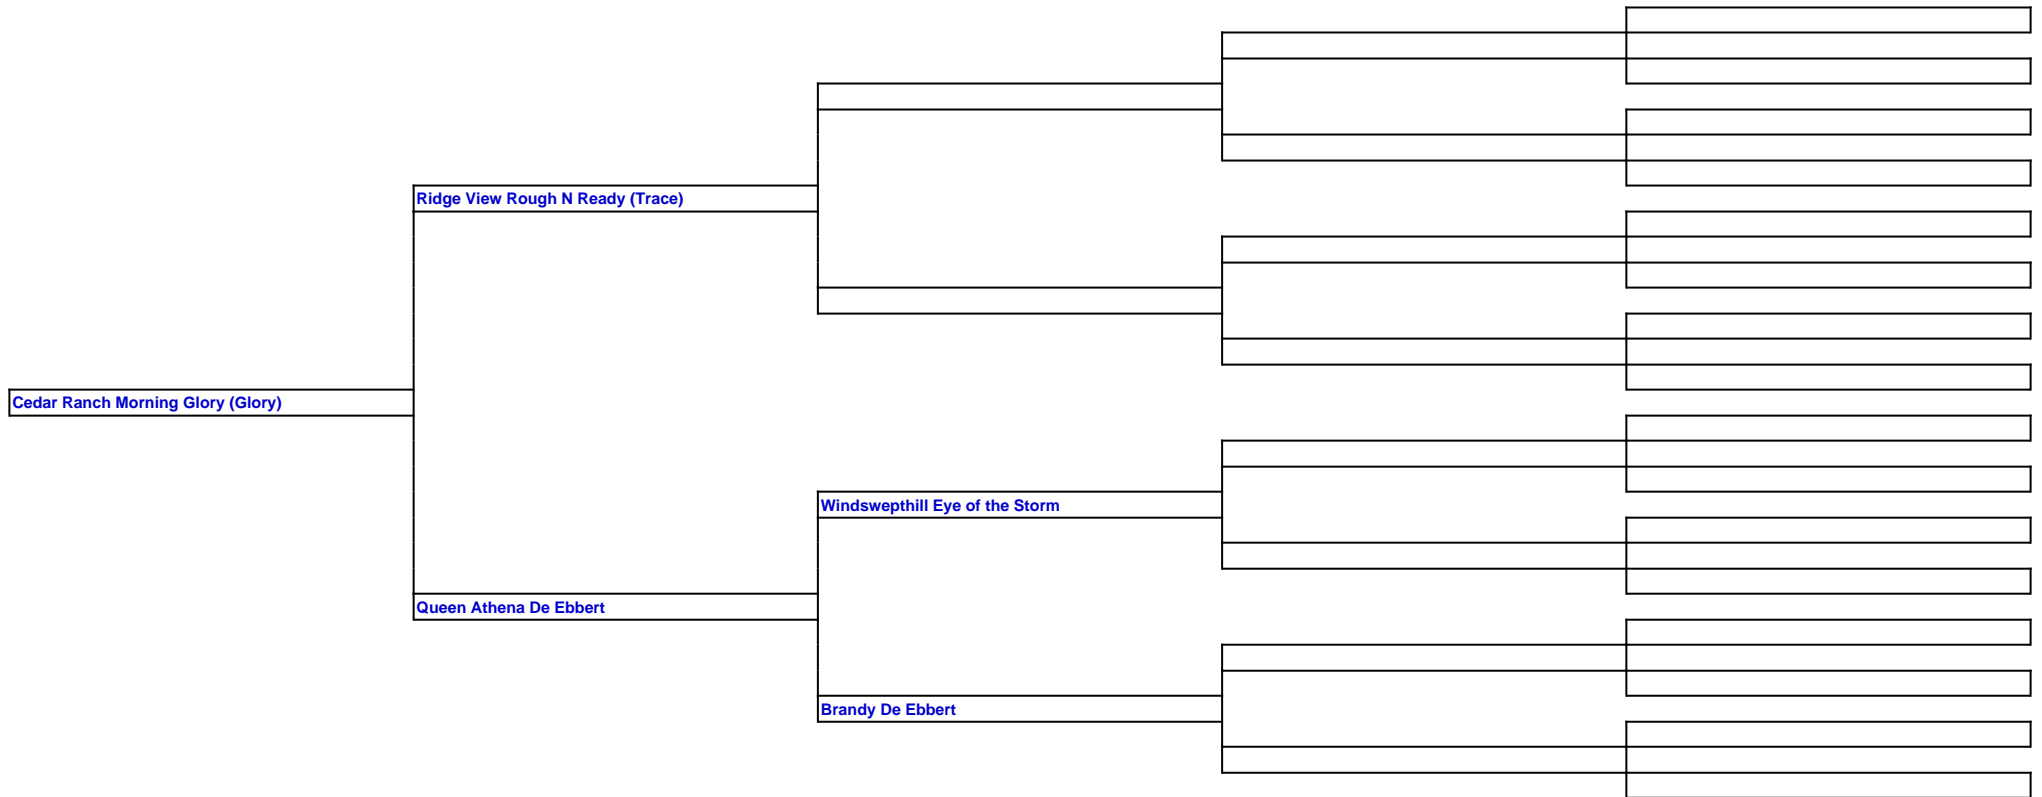 Ridge View Rough N Ready (Trace)
Cedar Ranch Morning Glory (Glory)
Windswepthill Eye of the Storm
Queen Athena De Ebbert
Brandy De Ebbert